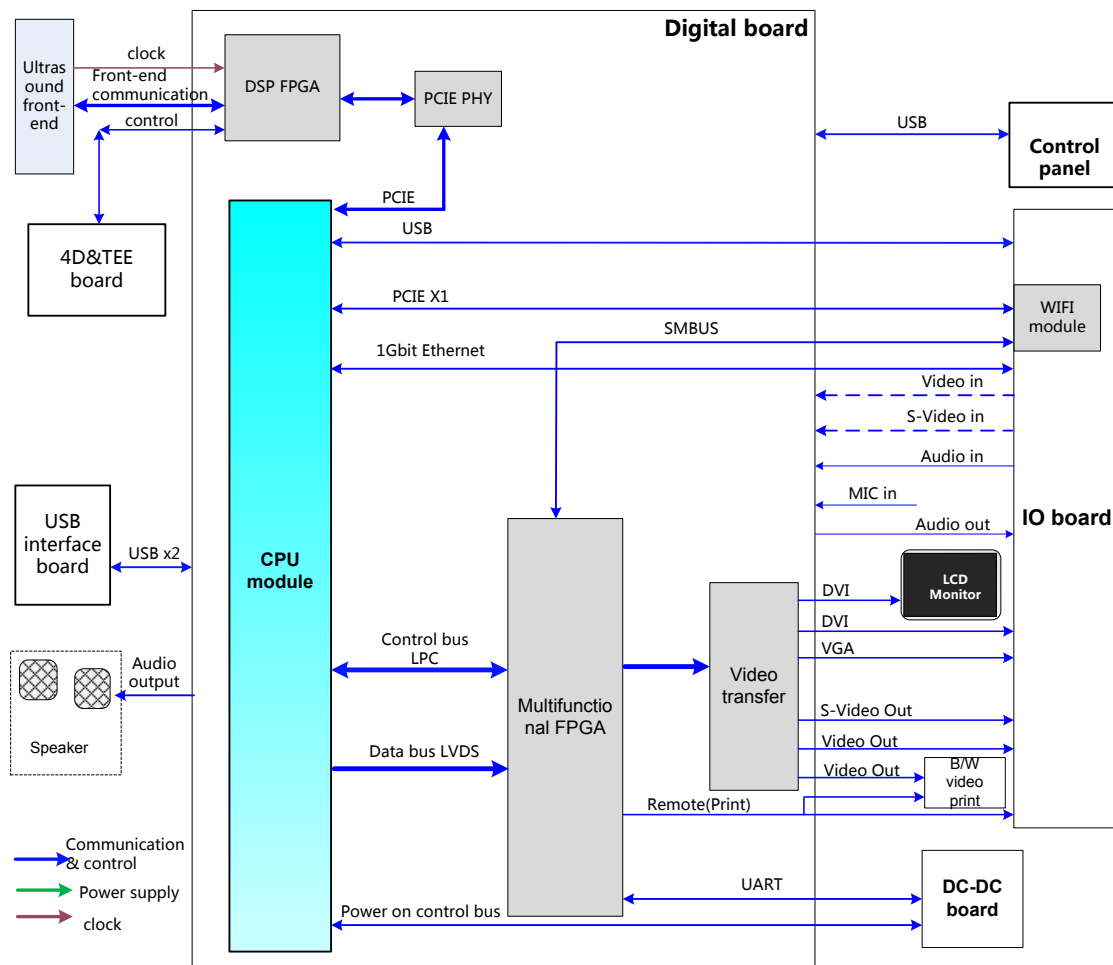 Digital board
clock
Ultras
ound
front-
end
Front-end
communication
control
DSP FPGA
PCIE PHY
USB
Control
panel
PCIE
USB
4D&TEE
board
PCIE X1
WIFI
module
SMBUS
1Gbit Ethernet
Video in
S-Video in
Audio in
MIC in
Audio out
IO board
USB
interface
board
USB x2
CPU
module
LCD
Monitor
DVI
DVI
VGA
Control bus
LPC
Multifunctio
nal FPGA
Video
transfer
Audio
output
Speaker
S-Video Out
Video Out
Video Out
B/W
video
print
Data bus LVDS
Remote(Print)
Communication
& control
Power supply
clock
UART
Power on control bus
DC-DC
board